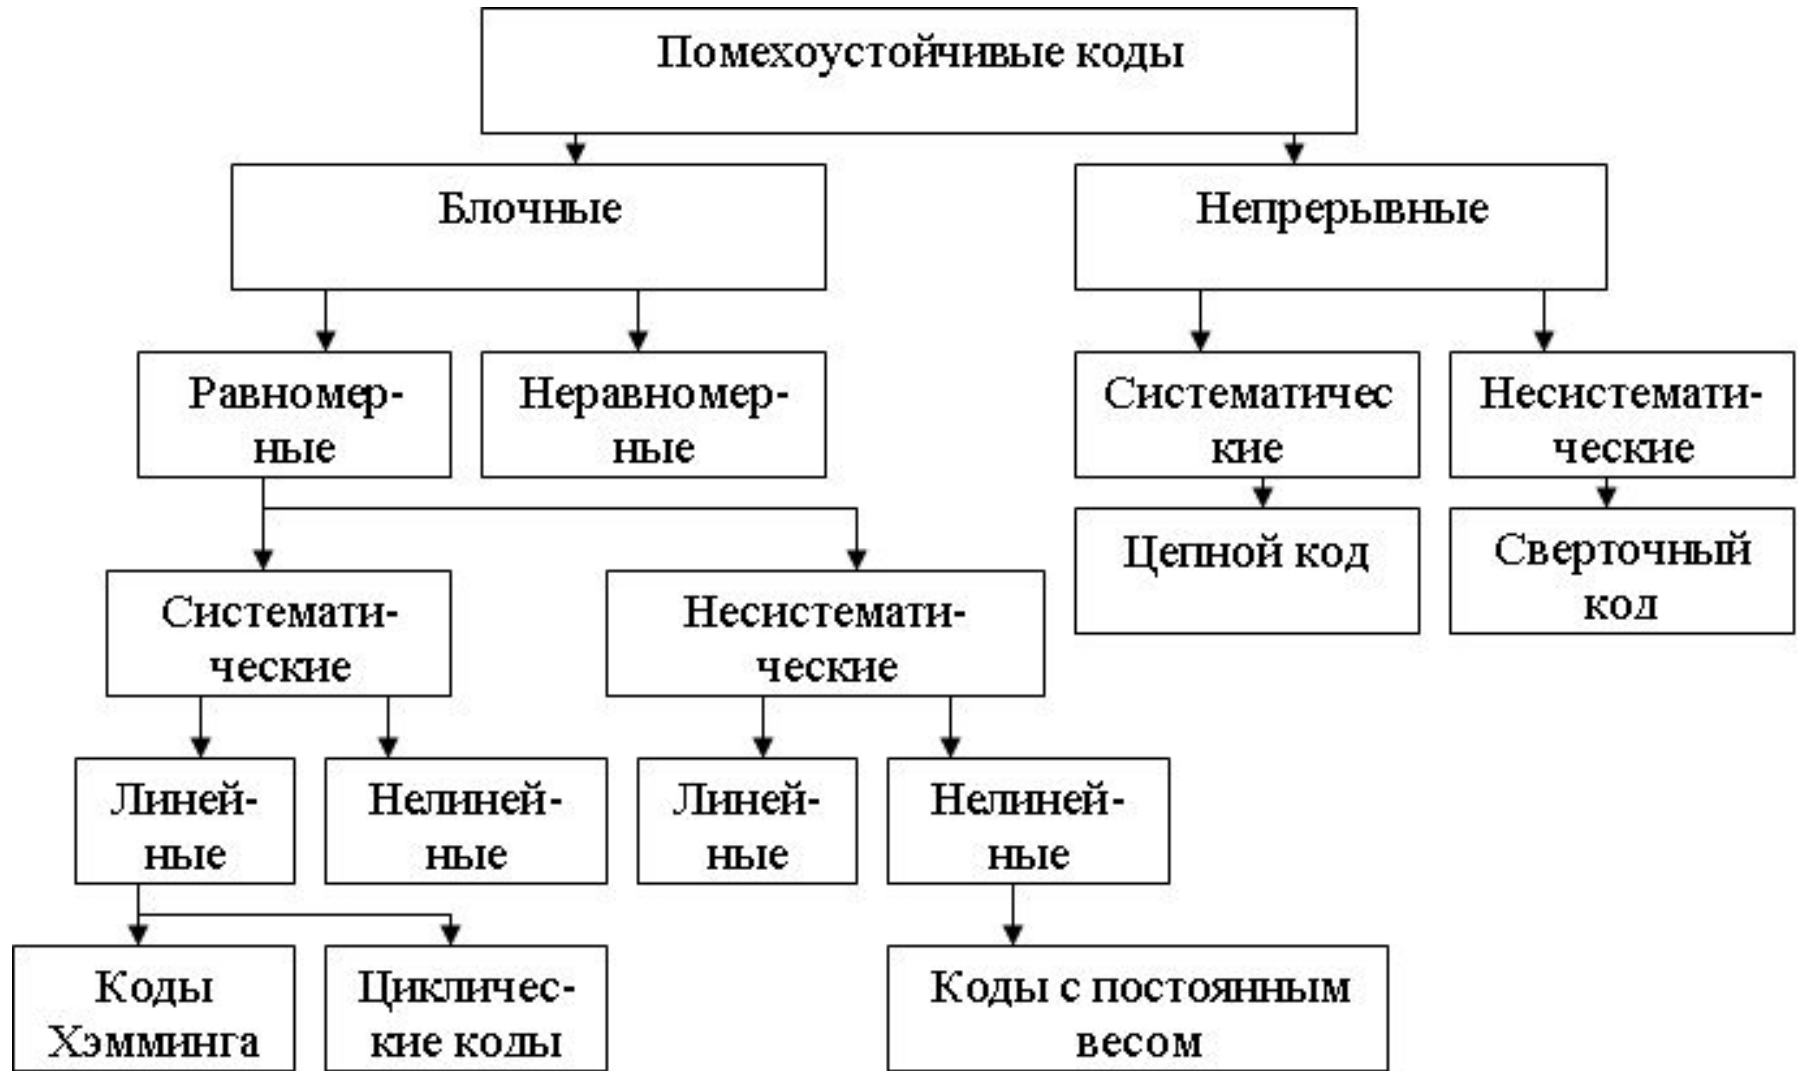 Помехоустойчивые коды
Блочные
Непрерывные
Равномер-
ные
Неравномер-
ные
Систематичес
кие
Несистемати-
ческие
Цепной код
Сверточный
код
Системати-
ческие
Несистемати-
ческие
Линей-
ные
Нелиней-
ные
Линей-
ные
Нелиней-
ные
Коды
Хэмминга
Цикличес-
кие коды
Коды с постоянным
весом